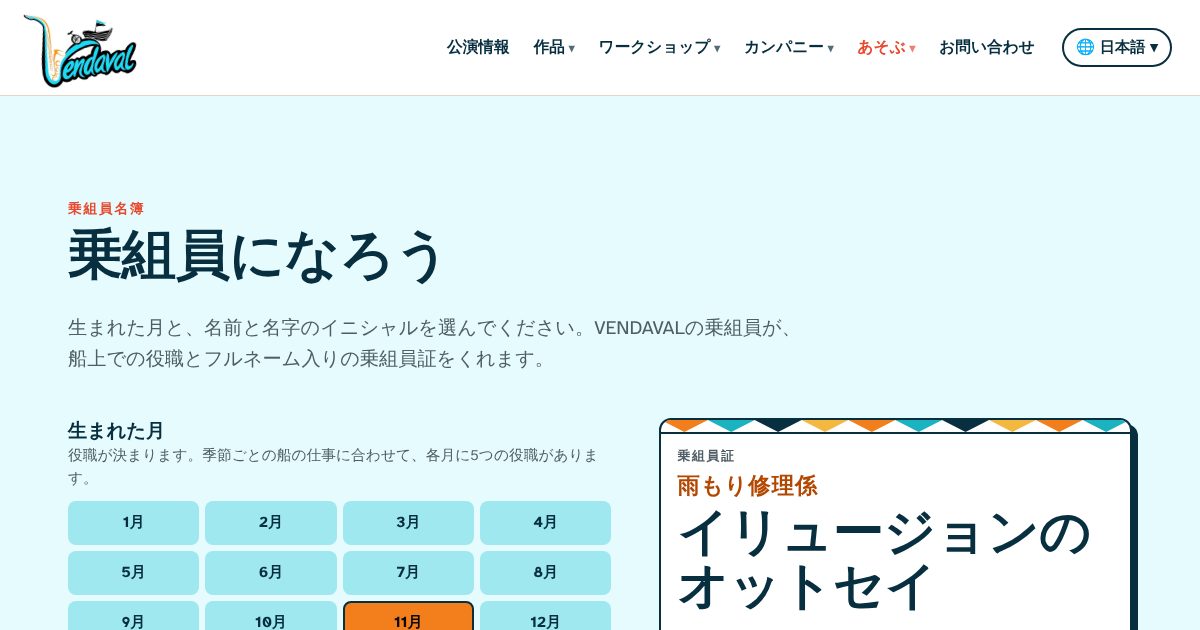 Vendaval
公演情報
作品 ▾
ワークショップ ▾
カンパニー ▾
あそぶ ▾
お問い合わせ
🌐 日本語 ▾
乗組員名簿
乗組員になろう
生まれた月と、名前と名字のイニシャルを選んでください。VENDAVALの乗組員が、
船上での役職とフルネーム入りの乗組員証をくれます。
生まれた月
役職が決まります。季節ごとの船の仕事に合わせて、各月に5つの役職がありま
す。
1月
2月
3月
4月
5月
6月
7月
8月
9月
10月
11月
12月
乗組員証
雨もり修理係
イリュージョンの
オットセイ